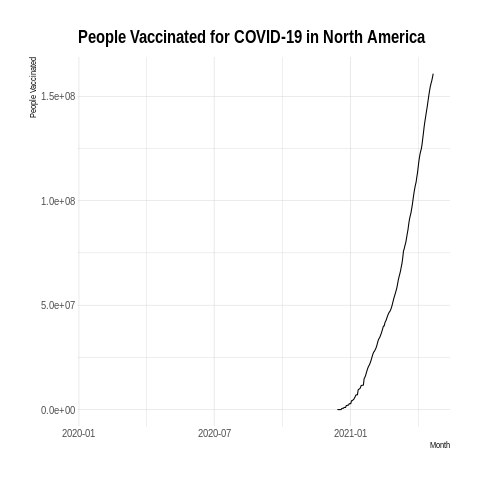 People Vaccinated for COVID-19 in North America
People Vaccinated
1.5e+08
1.0e+08
5.0e+07
0.0e+00
2020-01
2020-07
2021-01
Month